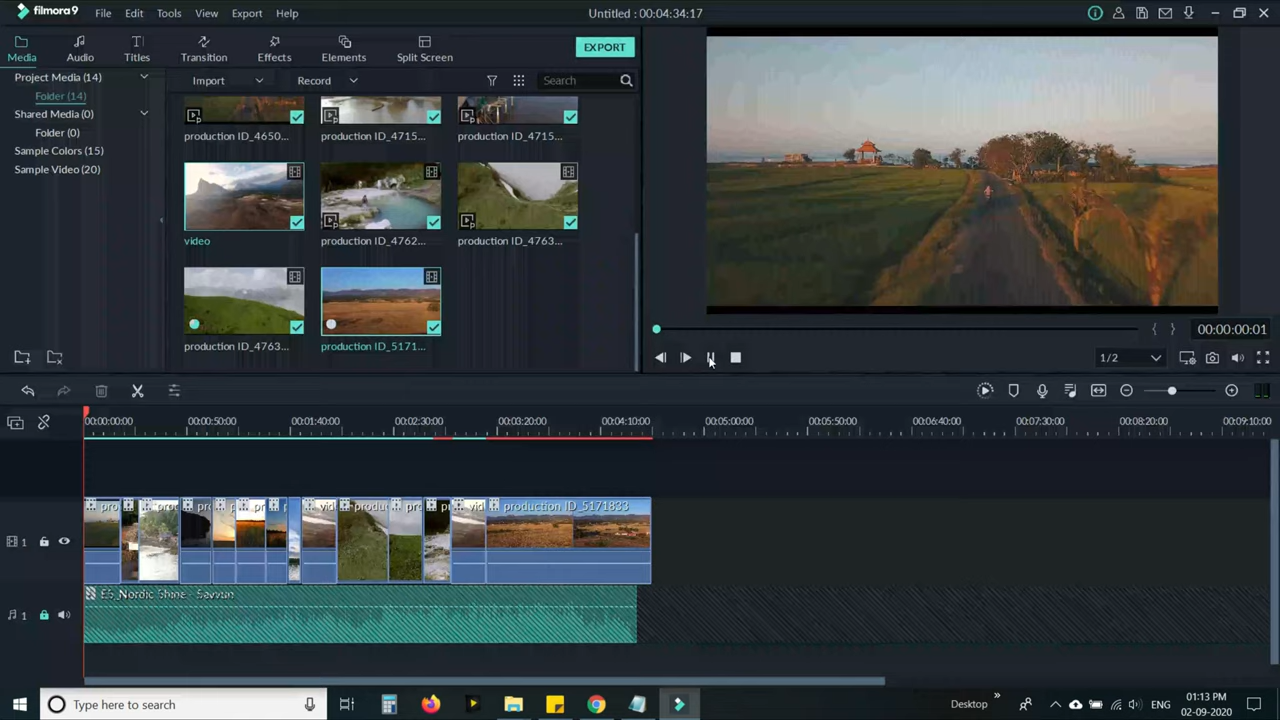 filmora9 File Edit Tools View Export Help Untitled : 00:04:34:17
Media Audio Titles Transition Effects Elements Split Screen EXPORT
Project Media (14)
Folder (14)
Shared Media (0)
Folder (0)
Sample Colors (15)
Sample Video (20)
Import Record Search
production ID_4650... production ID_4715... production ID_4715...
video production ID_4762... production ID_4763...
production ID_4763... production ID_5171...
00:00:00:01
1/2
00:00:00:00 00:00:50:00 00:01:40:00 00:02:30:00 00:03:20:00 00:04:10:00 00:05:00:00 00:05:50:00 00:06:40:00 00:07:30:00 00:08:20:00 00:09:10:00
1 production ID_5171833
ES_Nordic Shine - Savvun
1
Type here to search Desktop ENG 01:13 PM
02-09-2020